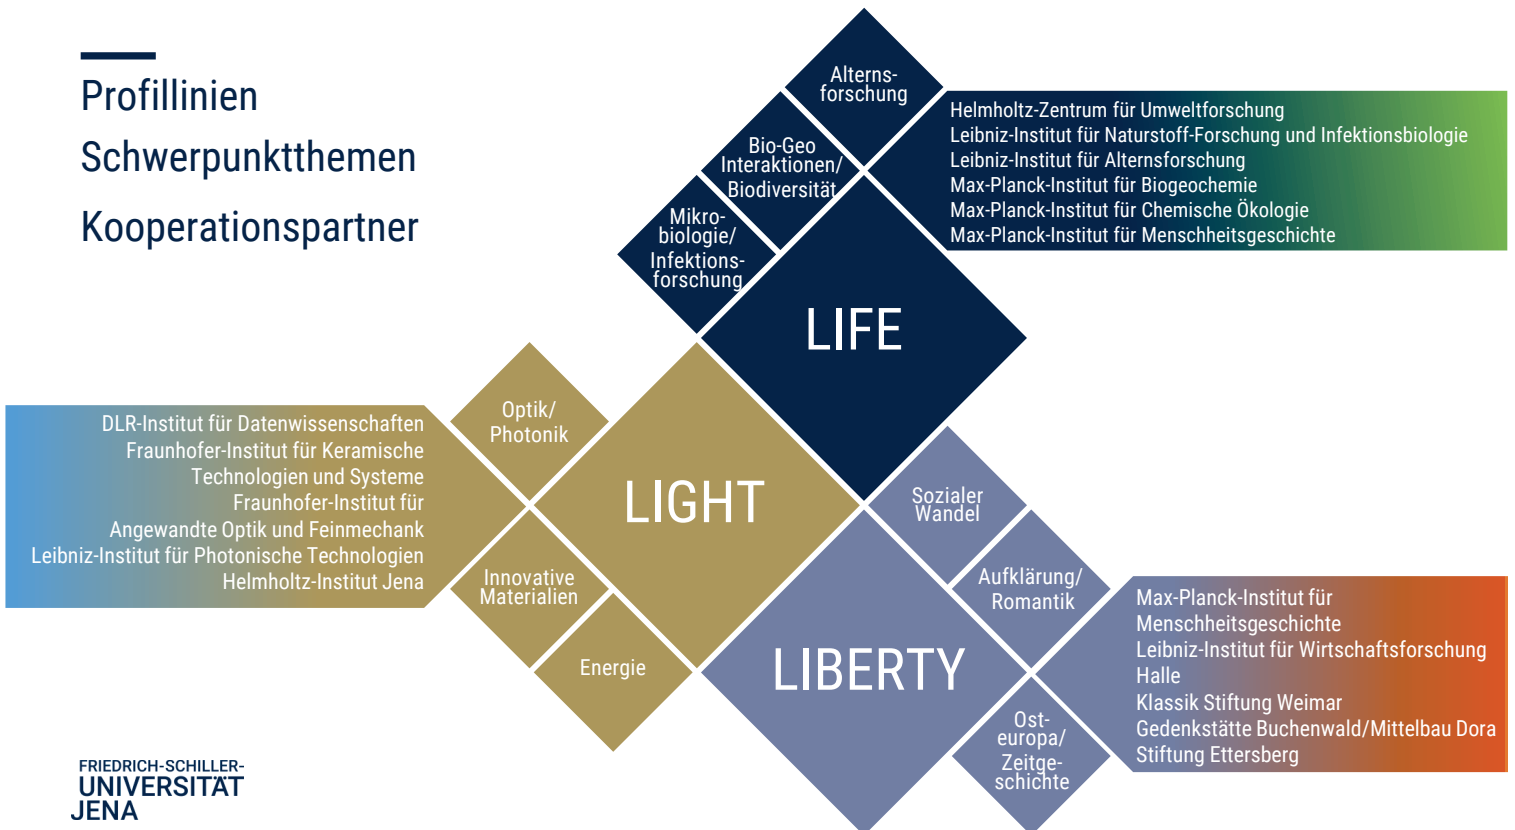 Profillinien
Schwerpunktthemen
Kooperationspartner
Alterns-
forschung
Bio-Geo
Interaktionen/
Biodiversität
Mikro-
biologie/
Infektions-
forschung
LIFE
Helmholtz-Zentrum für Umweltforschung
Leibniz-Institut für Naturstoff-Forschung und Infektionsbiologie
Leibniz-Institut für Alternsforschung
Max-Planck-Institut für Biogeochemie
Max-Planck-Institut für Chemische Ökologie
Max-Planck-Institut für Menschheitsgeschichte
DLR-Institut für Datenwissenschaften
Fraunhofer-Institut für Keramische
Technologien und Systeme
Fraunhofer-Institut für
Angewandte Optik und Feinmechank
Leibniz-Institut für Photonische Technologien
Helmholtz-Institut Jena
Optik/
Photonik
LIGHT
Innovative
Materialien
Energie
Sozialer
Wandel
Aufklärung/
Romantik
LIBERTY
Ost-
europa/
Zeitge-
schichte
Max-Planck-Institut für
Menschheitsgeschichte
Leibniz-Institut für Wirtschaftsforschung
Halle
Klassik Stiftung Weimar
Gedenkstätte Buchenwald/Mittelbau Dora
Stiftung Ettersberg
FRIEDRICH-SCHILLER-
UNIVERSITÄT
JENA